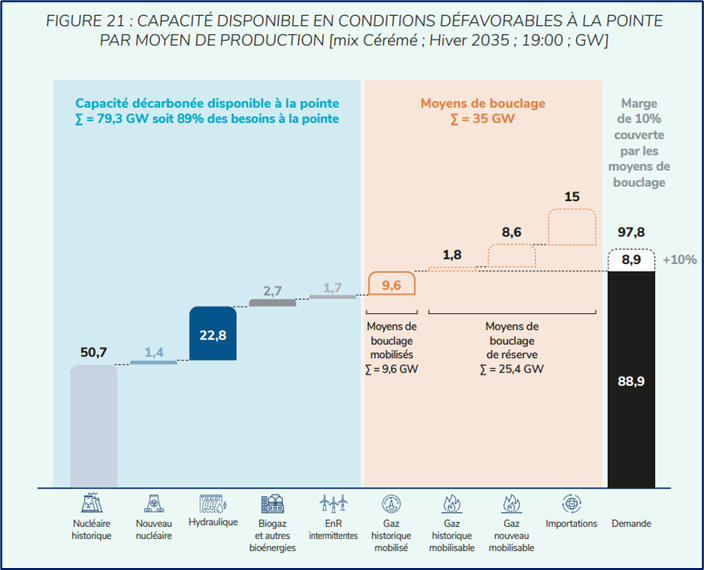 FIGURE 21 : CAPACITÉ DISPONIBLE EN CONDITIONS DÉFAVORABLES À LA POINTE
PAR MOYEN DE PRODUCTION [mix Cérémé ; Hiver 2035 ; 19:00 ; GW]
Capacité décarbonée disponible à la pointe
∑ = 79,3 GW soit 89% des besoins à la pointe
Moyens de bouclage
∑ = 35 GW
Marge
de 10%
couverte
par les
moyens de
bouclage
50,7
1,4
22,8
2,7
1,7
9,6
1,8
8,6
15
97,8
8,9
+10%
88,9
Moyens de
bouclage
mobilisés
∑ = 9,6 GW
Moyens de
bouclage
de réserve
∑ = 25,4 GW
Nucléaire
historique
Nouveau
nucléaire
Hydraulique
Biogaz
et autres
bioénergies
EnR
intermittentes
Gaz
historique
mobilisé
Gaz
historique
mobilisable
Gaz
nouveau
mobilisable
Importations
Demande